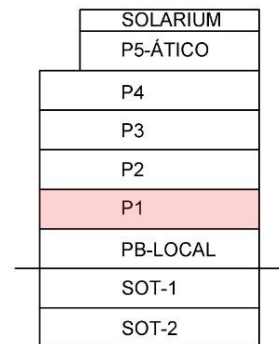 SOLARIUM
P5-ÁTICO
P4
P3
P2
P1
PB-LOCAL
SOT-1
SOT-2